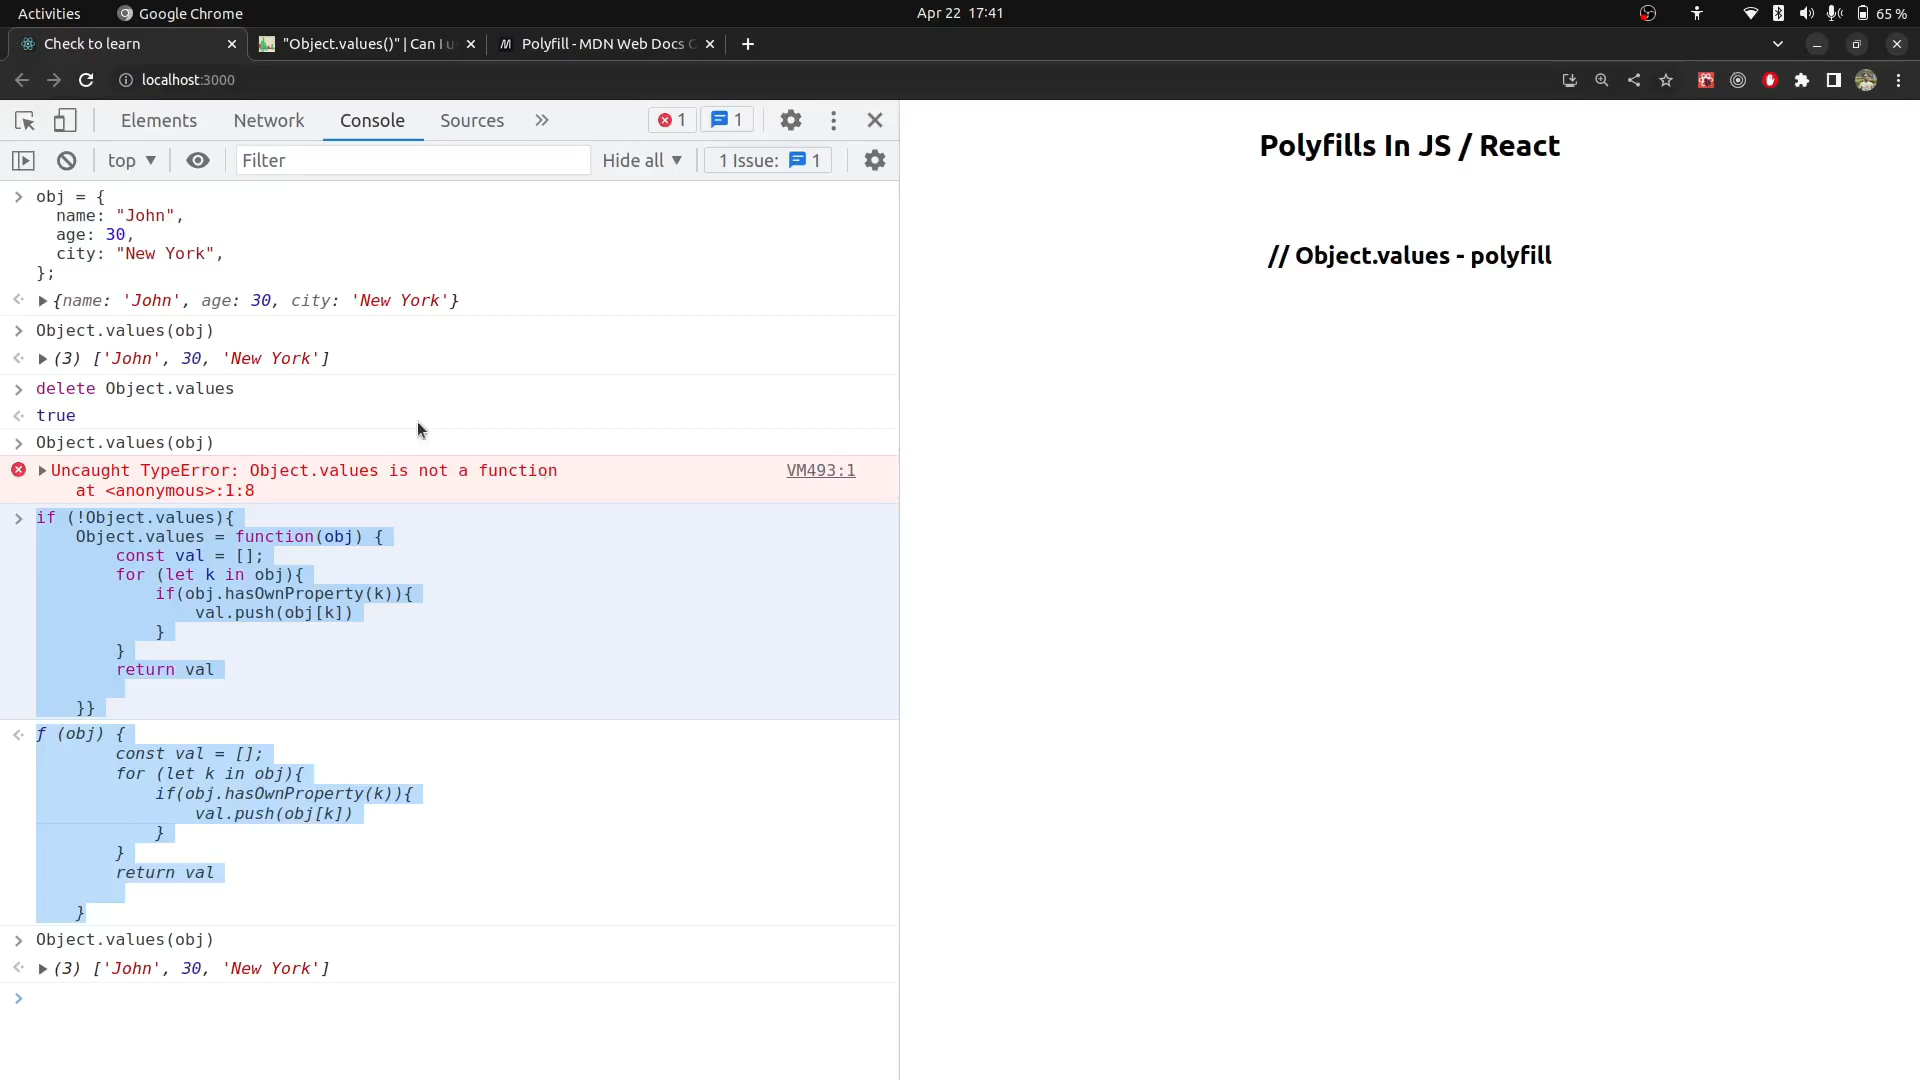 Activities
Google Chrome
Apr 22 17:41
65 %
Check to learn
"Object.values()" | Can I u
Polyfill - MDN Web Docs
localhost:3000
Elements
Network
Console
Sources
1
1
top
Filter
Hide all
1 Issue:
1
obj = {
name: "John",
age: 30,
city: "New York",
};
{name: 'John', age: 30, city: 'New York'}
Object.values(obj)
(3) ['John', 30, 'New York']
delete Object.values
true
Object.values(obj)
Uncaught TypeError: Object.values is not a function
VM493:1
at <anonymous>:1:8
if (!Object.values){
Object.values = function(obj) {
const val = [];
for (let k in obj){
if(obj.hasOwnProperty(k)){
val.push(obj[k])
}
}
return val
}}
ƒ (obj) {
const val = [];
for (let k in obj){
if(obj.hasOwnProperty(k)){
val.push(obj[k])
}
}
return val
}
Object.values(obj)
(3) ['John', 30, 'New York']
Polyfills In JS / React
// Object.values - polyfill